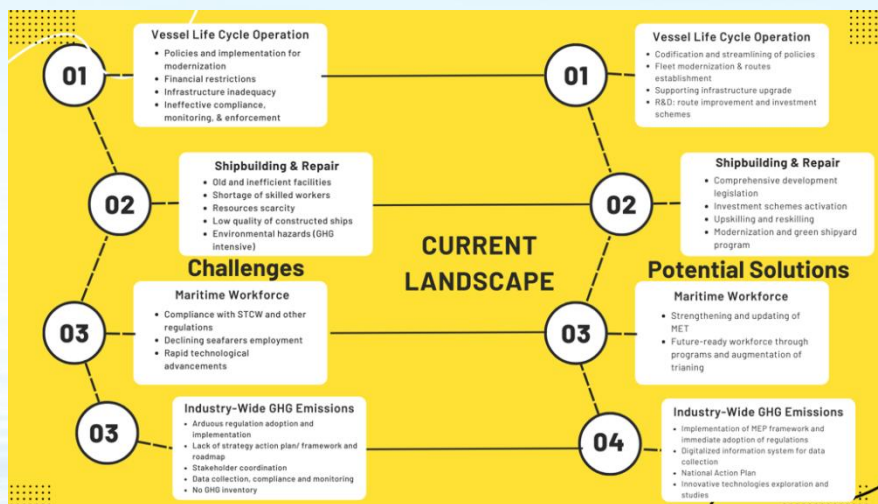 01
Vessel Life Cycle Operation
• Policies and implementation for
modernization
• Financial restrictions
• Infrastructure inadequacy
• Ineffective compliance,
monitoring, & enforcement
02
Shipbuilding & Repair
• Old and inefficient facilities
• Shortage of skilled workers
• Resources scarcity
• Low quality of constructed ships
• Environmental hazards (GHG
intensive)
Challenges
03
Maritime Workforce
• Compliance with STCW and other
regulations
• Declining seafarers employment
• Rapid technological
advancements
03
Industry-Wide GHG Emissions
• Arduous regulation adoption and
implementation
• Lack of strategy action plan/ framework and
roadmap
• Stakeholder coordination
• Data collection, compliance and monitoring
• No GHG inventory
CURRENT
LANDSCAPE
01
Vessel Life Cycle Operation
• Codification and streamlining of policies
• Fleet modernization & routes
establishment
• Supporting infrastructure upgrade
• R&D: route improvement and investment
schemes
02
Shipbuilding & Repair
• Comprehensive development
legislation
• Investment schemes activation
• Upskilling and reskilling
• Modernization and green shipyard
program
Potential Solutions
03
Maritime Workforce
• Strengthening and updating of
MET
• Future-ready workforce through
programs and augmentation of
trianing
04
Industry-Wide GHG Emissions
• Implementation of MEP framework and
immediate adoption of regulations
• Digitalized information system for data
collection
• National Action Plan
• Innovative technologies exploration and
studies